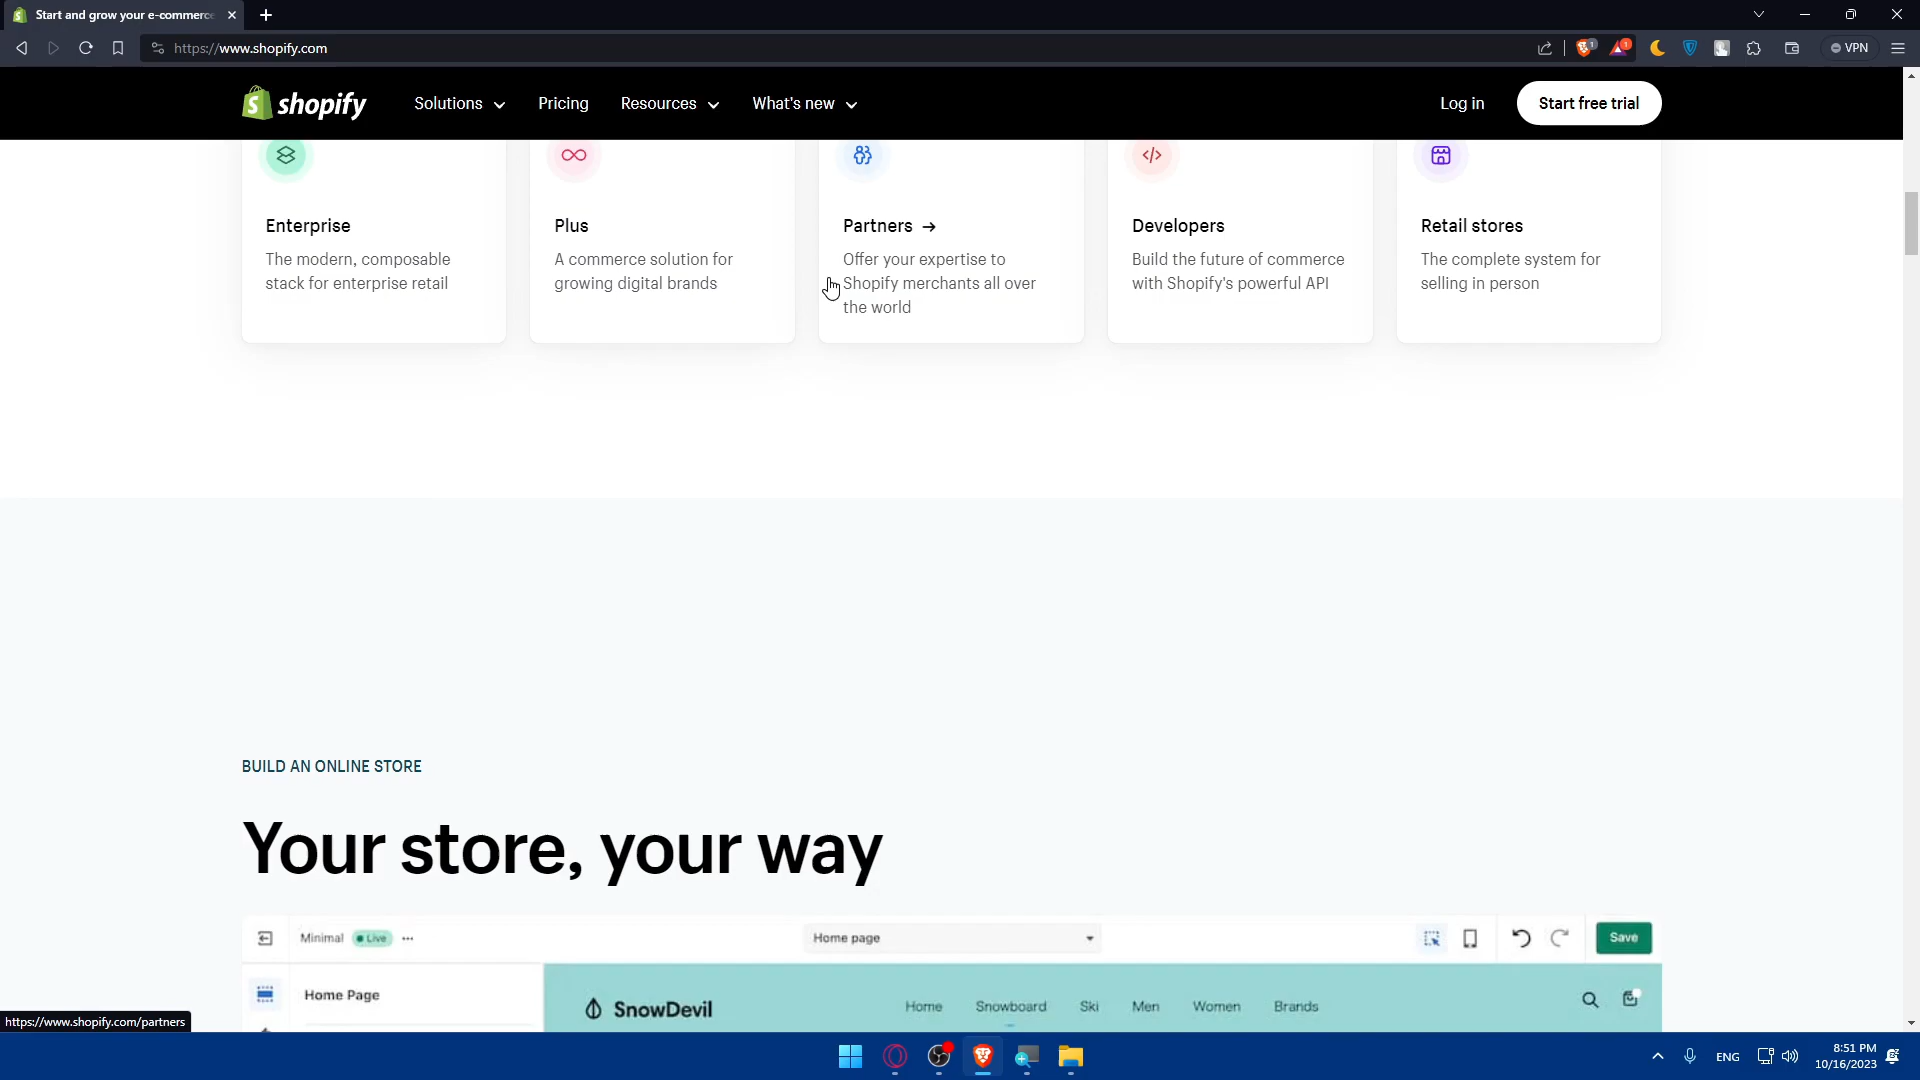 Start and grow your e-commerce
https://www.shopify.com
VPN
shopify
Solutions
Pricing
Resources
What's new
Log in
Start free trial
Enterprise
The modern, composable
stack for enterprise retail
Plus
A commerce solution for
growing digital brands
Partners →
Offer your expertise to
Shopify merchants all over
the world
Developers
Build the future of commerce
with Shopify's powerful API
Retail stores
The complete system for
selling in person
BUILD AN ONLINE STORE
Your store, your way
Minimal
Live
Home page
Save
Home Page
SnowDevil
Home
Snowboard
Ski
Men
Women
Brands
https://www.shopify.com/partners
ENG
8:51 PM
10/16/2023